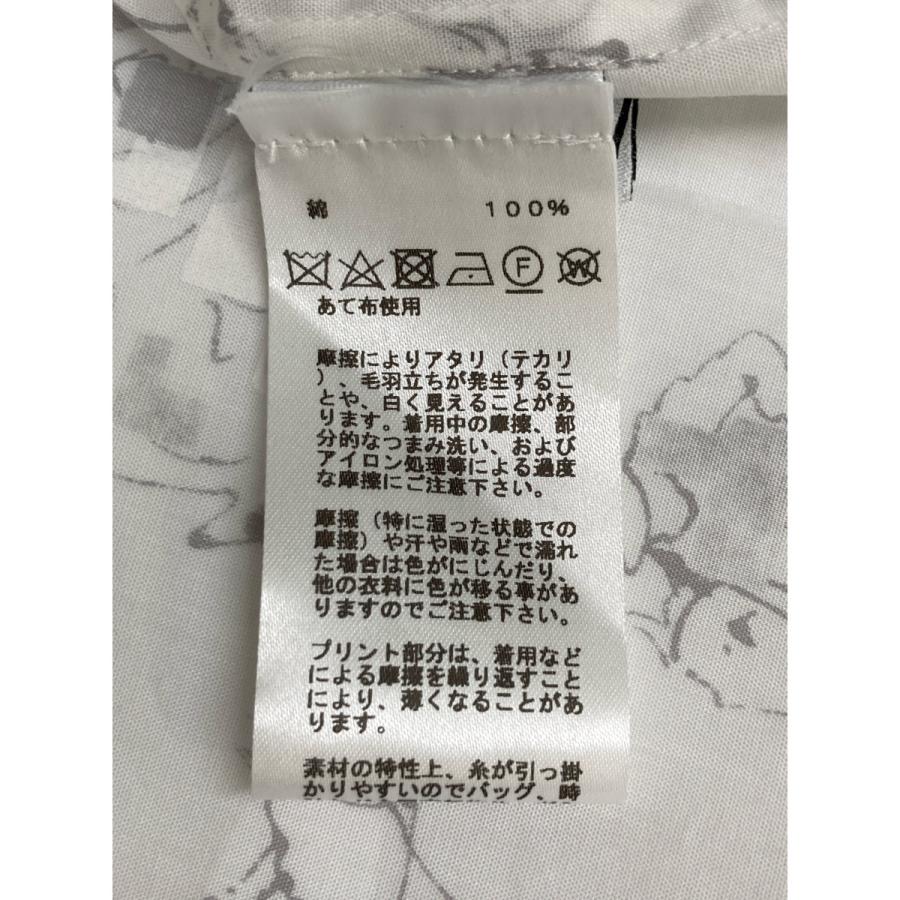 綿 100%
F W
あて布使用
摩擦によりアタリ（テカリ
）、毛羽立ちが発生するこ
とや、白く見えることがあ
ります。着用中の摩擦、部
分的なつまみ洗い、および
アイロン処理等による過度
な摩擦にご注意下さい。
摩擦（特に湿った状態での
摩擦）や汗や雨などで濡れ
た場合は色がにじんだり、
他の衣料に色が移る事があ
りますのでご注意下さい。
プリント部分は、着用など
による摩擦を繰り返すこと
により、薄くなることがあ
ります。
素材の特性上、糸が引っ掛
かりやすいのでバッグ、時